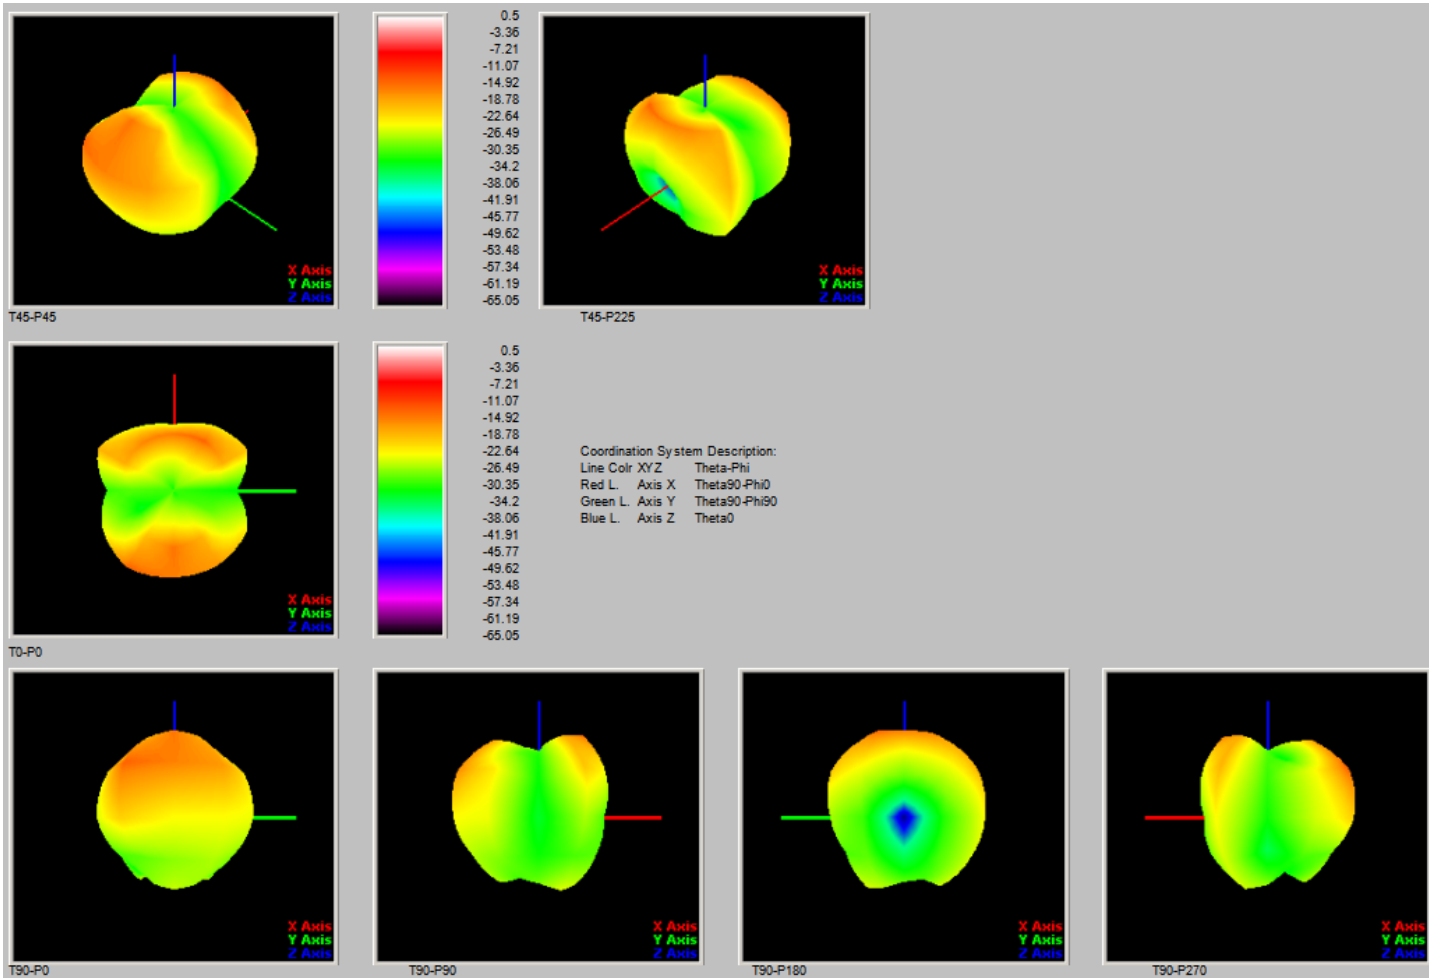 0.5
-3.36
-7.21
-11.07
-14.92
-18.78
-22.64
-26.49
-30.35
-34.2
-38.06
-41.91
-45.77
-49.62
-53.48
-57.34
-61.19
-65.05
X Axis
Y Axis
Z Axis
T45-P45
X Axis
Y Axis
Z Axis
T45-P225
0.5
-3.36
-7.21
-11.07
-14.92
-18.78
-22.64
-26.49
-30.35
-34.2
-38.06
-41.91
-45.77
-49.62
-53.48
-57.34
-61.19
-65.05
X Axis
Y Axis
Z Axis
T0-P0
Coordination System Description:
Line Colr XYZ Theta-Phi
Red L. Axis X Theta90-Phi0
Green L. Axis Y Theta90-Phi90
Blue L. Axis Z Theta0
X Axis
Y Axis
Z Axis
T90-P0
X Axis
Y Axis
Z Axis
T90-P90
X Axis
Y Axis
Z Axis
T90-P180
X Axis
Y Axis
Z Axis
T90-P270